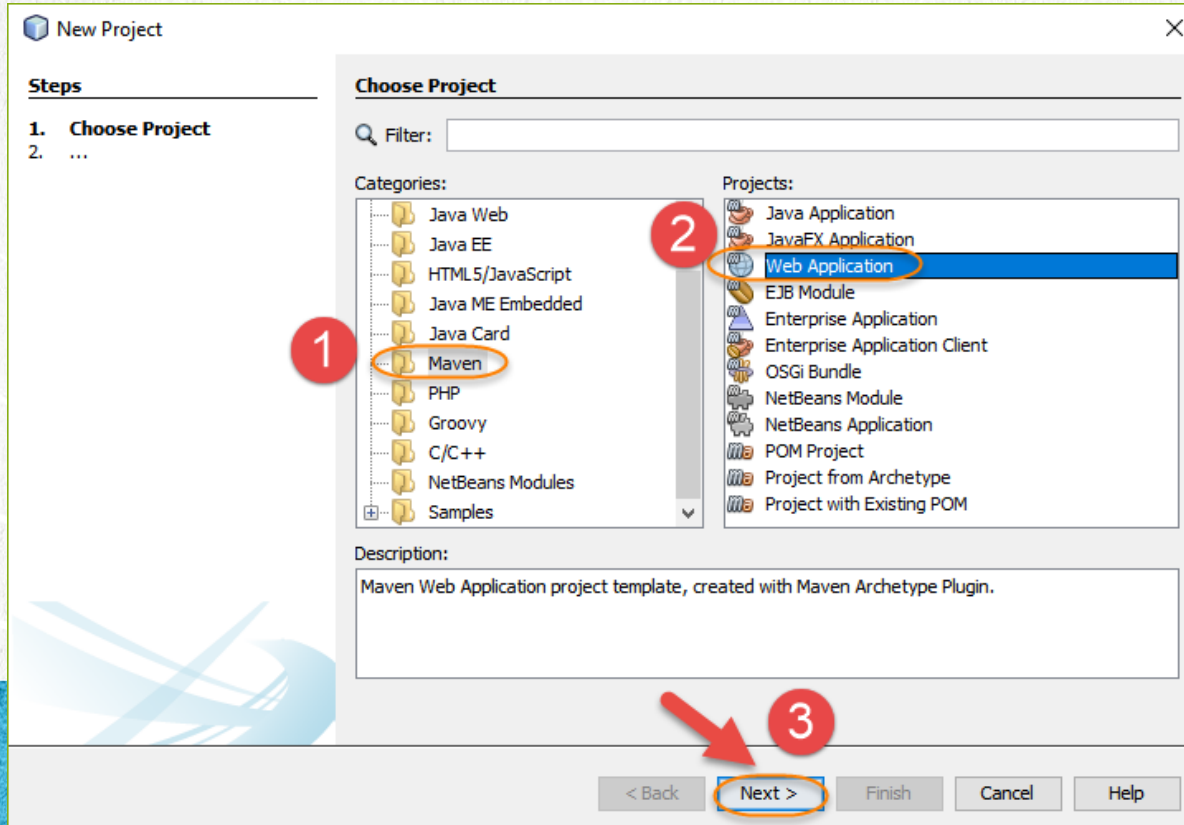 New Project
Steps
1. Choose Project
2. ...
Choose Project
Filter:
Categories:
Java Web
Java EE
HTML5/JavaScript
Java ME Embedded
Java Card
Maven
PHP
Groovy
C/C++
NetBeans Modules
Samples
1
Projects:
Java Application
JavaFX Application
Web Application
EJB Module
Enterprise Application
Enterprise Application Client
OSGi Bundle
NetBeans Module
NetBeans Application
POM Project
Project from Archetype
Project with Existing POM
2
Description:
Maven Web Application project template, created with Maven Archetype Plugin.
3
< Back Next > Finish Cancel Help